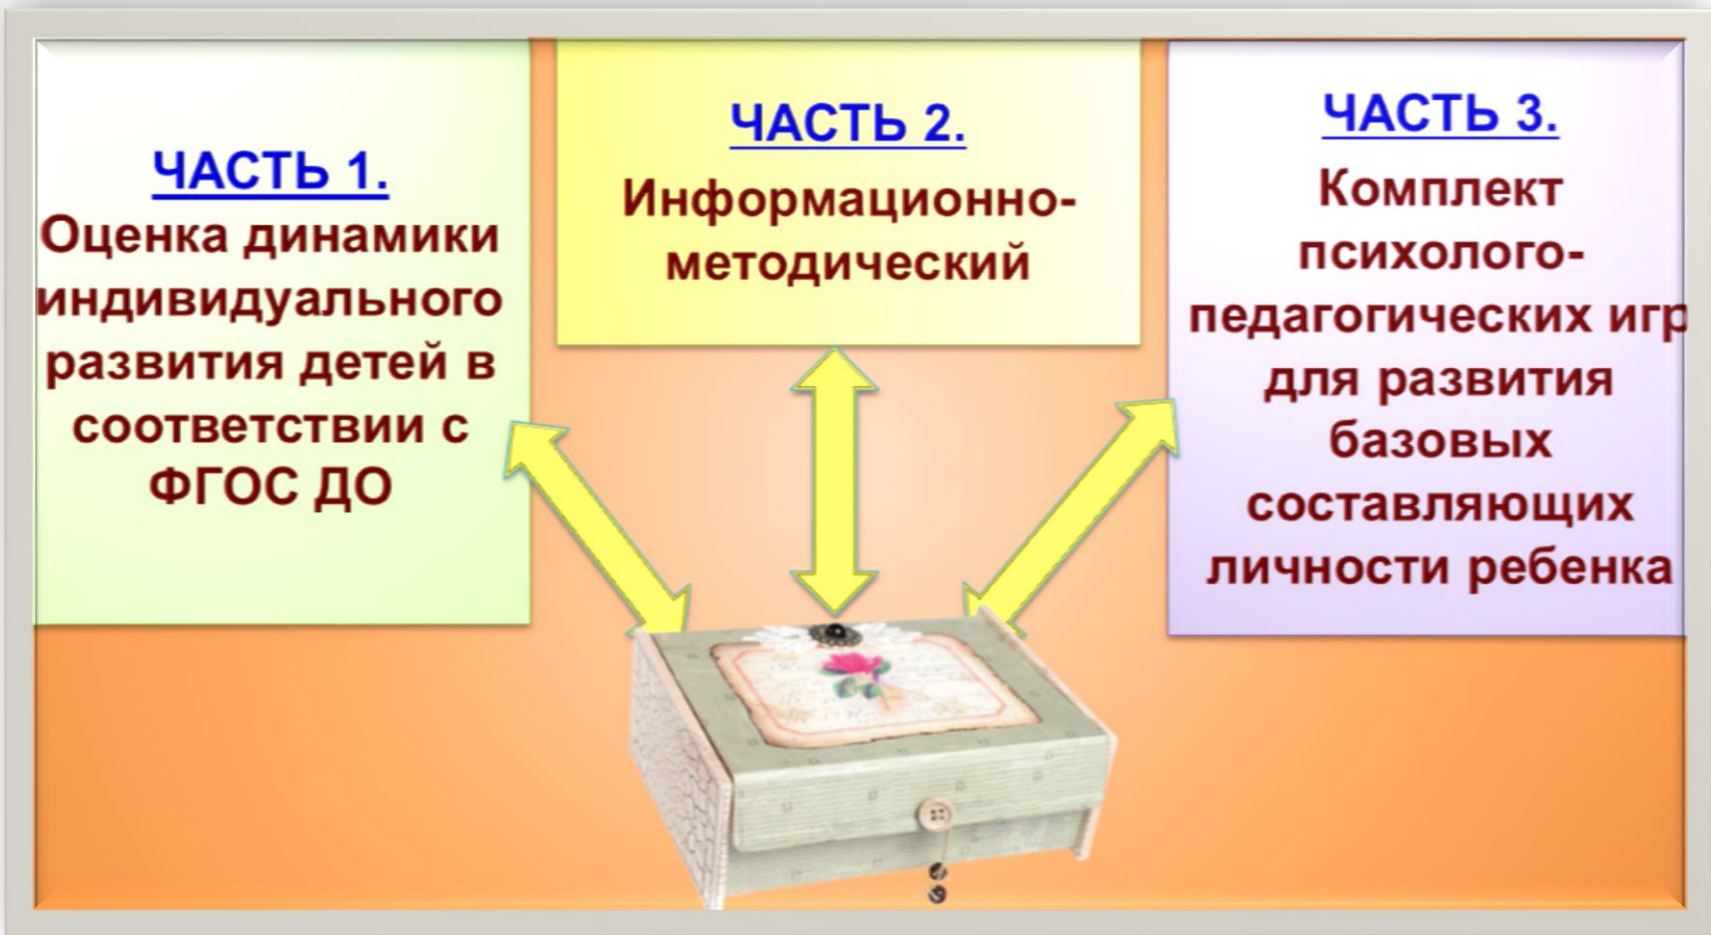 ЧАСТЬ 1.
Оценка динамики
индивидуального
развития детей в
соответствии с
ФГОС ДО
ЧАСТЬ 2.
Информационно-
методический
ЧАСТЬ 3.
Комплект
психолого-
педагогических игр
для развития
базовых
составляющих
личности ребенка